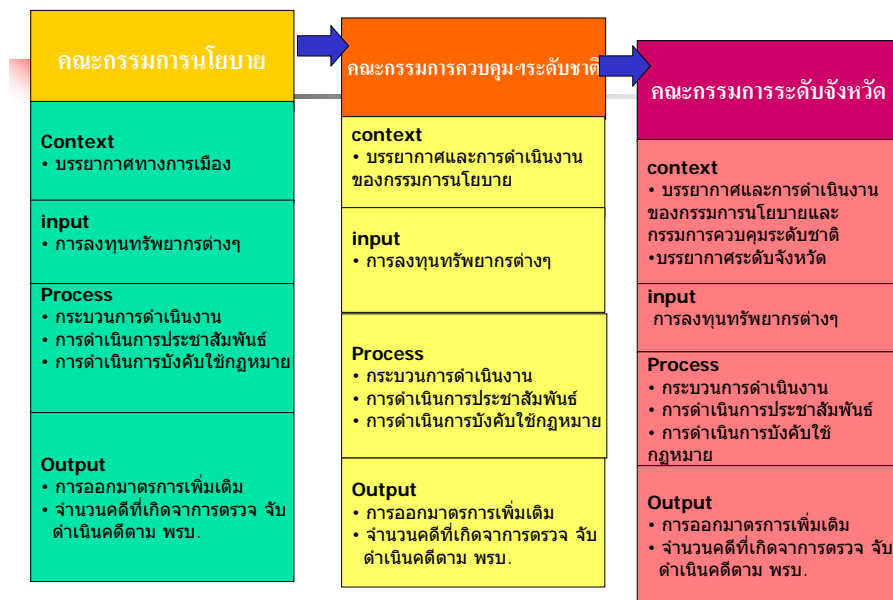 คณะกรรมการนโยบาย
Context
• บรรยากาศทางการเมือง
input
• การลงทุนทรัพยากรต่างๆ
Process
• กระบวนการดำเนินงาน
• การดำเนินการประชาสัมพันธ์
• การดำเนินการบังคับใช้กฏหมาย
Output
• การออกมาตรการเพิ่มเติม
• จำนวนคดีที่เกิดจาการตรวจ จับ
ดำเนินคดีตาม พรบ.
คณะกรรมการควบคุมฯระดับชาติ
context
• บรรยากาศและการดำเนินงาน
ของกรรมการนโยบาย
input
• การลงทุนทรัพยากรต่างๆ
Process
• กระบวนการดำเนินงาน
• การดำเนินการประชาสัมพันธ์
• การดำเนินการบังคับใช้กฏหมาย
Output
• การออกมาตรการเพิ่มเติม
• จำนวนคดีที่เกิดจาการตรวจ จับ
ดำเนินคดีตาม พรบ.
คณะกรรมการระดับจังหวัด
context
• บรรยากาศและการดำเนินงาน
ของกรรมการนโยบายและ
กรรมการควบคุมระดับชาติ
•บรรยากาศระดับจังหวัด
input
การลงทุนทรัพยากรต่างๆ
Process
• กระบวนการดำเนินงาน
• การดำเนินการประชาสัมพันธ์
• การดำเนินการบังคับใช้
กฏหมาย
Output
• การออกมาตรการเพิ่มเติม
• จำนวนคดีที่เกิดจาการตรวจ จับ
ดำเนินคดีตาม พรบ.